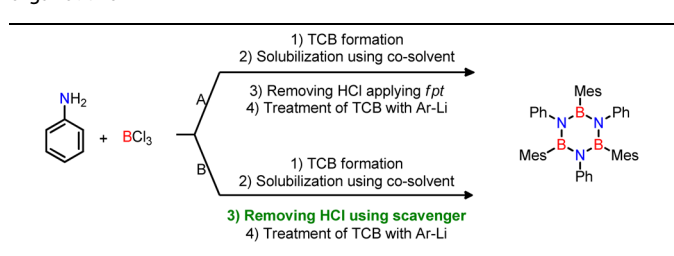 1) TCB formation
2) Solubilization using co-solvent
3) Removing HCl applying fpt
4) Treatment of TCB with Ar-Li
A
NH2
+ BCl3
B
1) TCB formation
2) Solubilization using co-solvent
3) Removing HCl using scavenger
4) Treatment of TCB with Ar-Li
Mes
Ph B Ph
N N
B B
Mes N Mes
Ph